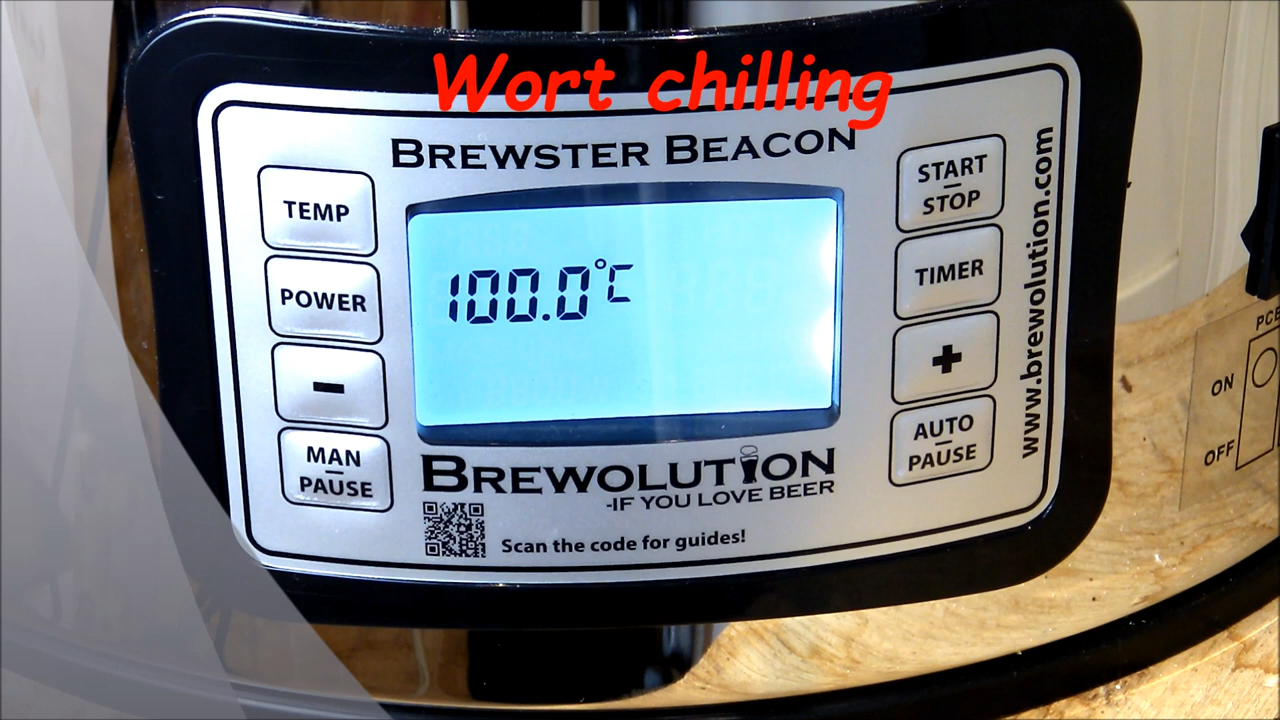 Wort chilling
BREWSTER BEACON
TEMP
POWER
-
MAN
PAUSE
100.0°C
START
STOP
TIMER
+
AUTO
PAUSE
www.brewolution.com
BREWOLUTION
-IF YOU LOVE BEER
Scan the code for guides!
ON
OFF